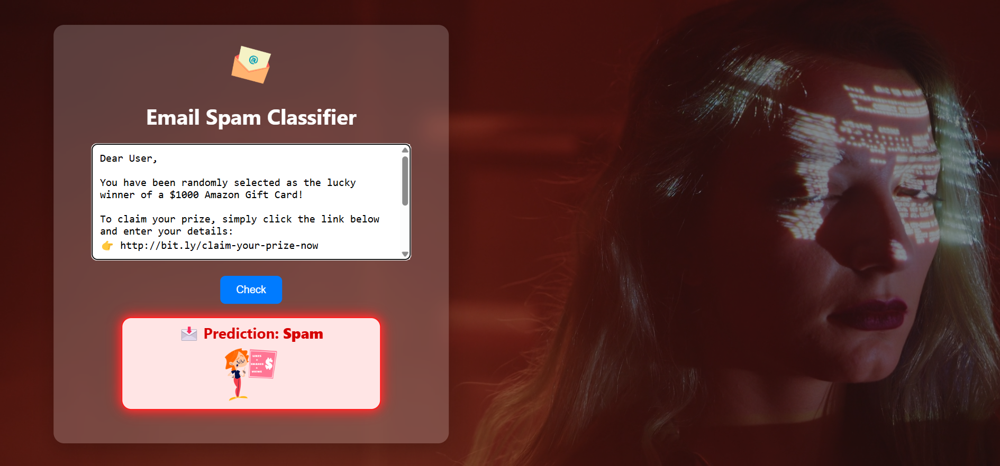 @
Email Spam Classifier
Dear User,
You have been randomly selected as the lucky
winner of a $1000 Amazon Gift Card!
To claim your prize, simply click the link below
and enter your details:
👉 http://bit.ly/claim-your-prize-now
Check
Prediction: Spam
LIKES
+
SHARES
+
VIEWS
$